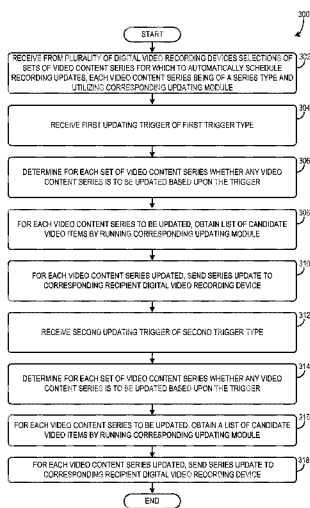 300
START
RECEIVE FROM PLURALITY OF DIGITAL VIDEO RECORDING DEVICES SELECTIONS OF
SETS OF VIDEO CONTENT SERIES FOR WHICH TO AUTOMATICALLY SCHEDULE
RECORDING UPDATES, EACH VIDEO CONTENT SERIES BEING OF A SERIES TYPE AND
UTILIZING CORRESPONDING UPDATING MODULE
302
RECEIVE FIRST UPDATING TRIGGER OF FIRST TRIGGER TYPE
304
DETERMINE FOR EACH SET OF VIDEO CONTENT SERIES WHETHER ANY VIDEO
CONTENT SERIES IS TO BE UPDATED BASED UPON THE TRIGGER
306
FOR EACH VIDEO CONTENT SERIES TO BE UPDATED, OBTAIN LIST OF CANDIDATE
VIDEO ITEMS BY RUNNING CORRESPONDING UPDATING MODULE
308
FOR EACH VIDEO CONTENT SERIES UPDATED, SEND SERIES UPDATE TO
CORRESPONDING RECIPIENT DIGITAL VIDEO RECORDING DEVICE
310
RECEIVE SECOND UPDATING TRIGGER OF SECOND TRIGGER TYPE
312
DETERMINE FOR EACH SET OF VIDEO CONTENT SERIES WHETHER ANY VIDEO
CONTENT SERIES IS TO BE UPDATED BASED UPON THE TRIGGER
314
FOR EACH VIDEO CONTENT SERIES TO BE UPDATED, OBTAIN A LIST OF CANDIDATE
VIDEO ITEMS BY RUNNING CORRESPONDING UPDATING MODULE
316
FOR EACH VIDEO CONTENT SERIES UPDATED, SEND SERIES UPDATE TO
CORRESPONDING RECIPIENT DIGITAL VIDEO RECORDING DEVICE
318
END